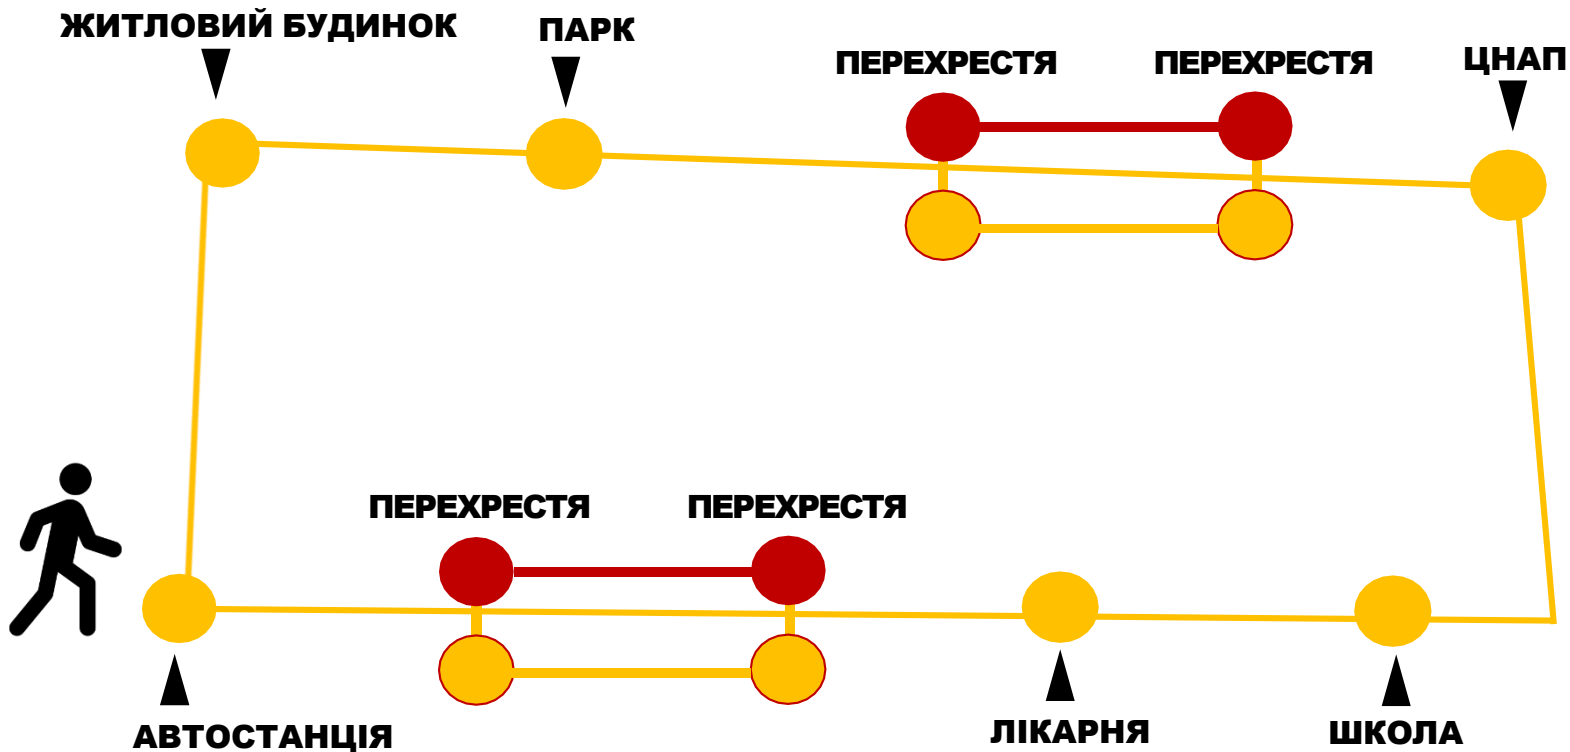 ЖИТЛОВИЙ БУДИНОК
ПАРК
ПЕРЕХРЕСТЯ
ПЕРЕХРЕСТЯ
ЦНАП
ПЕРЕХРЕСТЯ
ПЕРЕХРЕСТЯ
АВТОСТАНЦІЯ
ЛІКАРНЯ
ШКОЛА